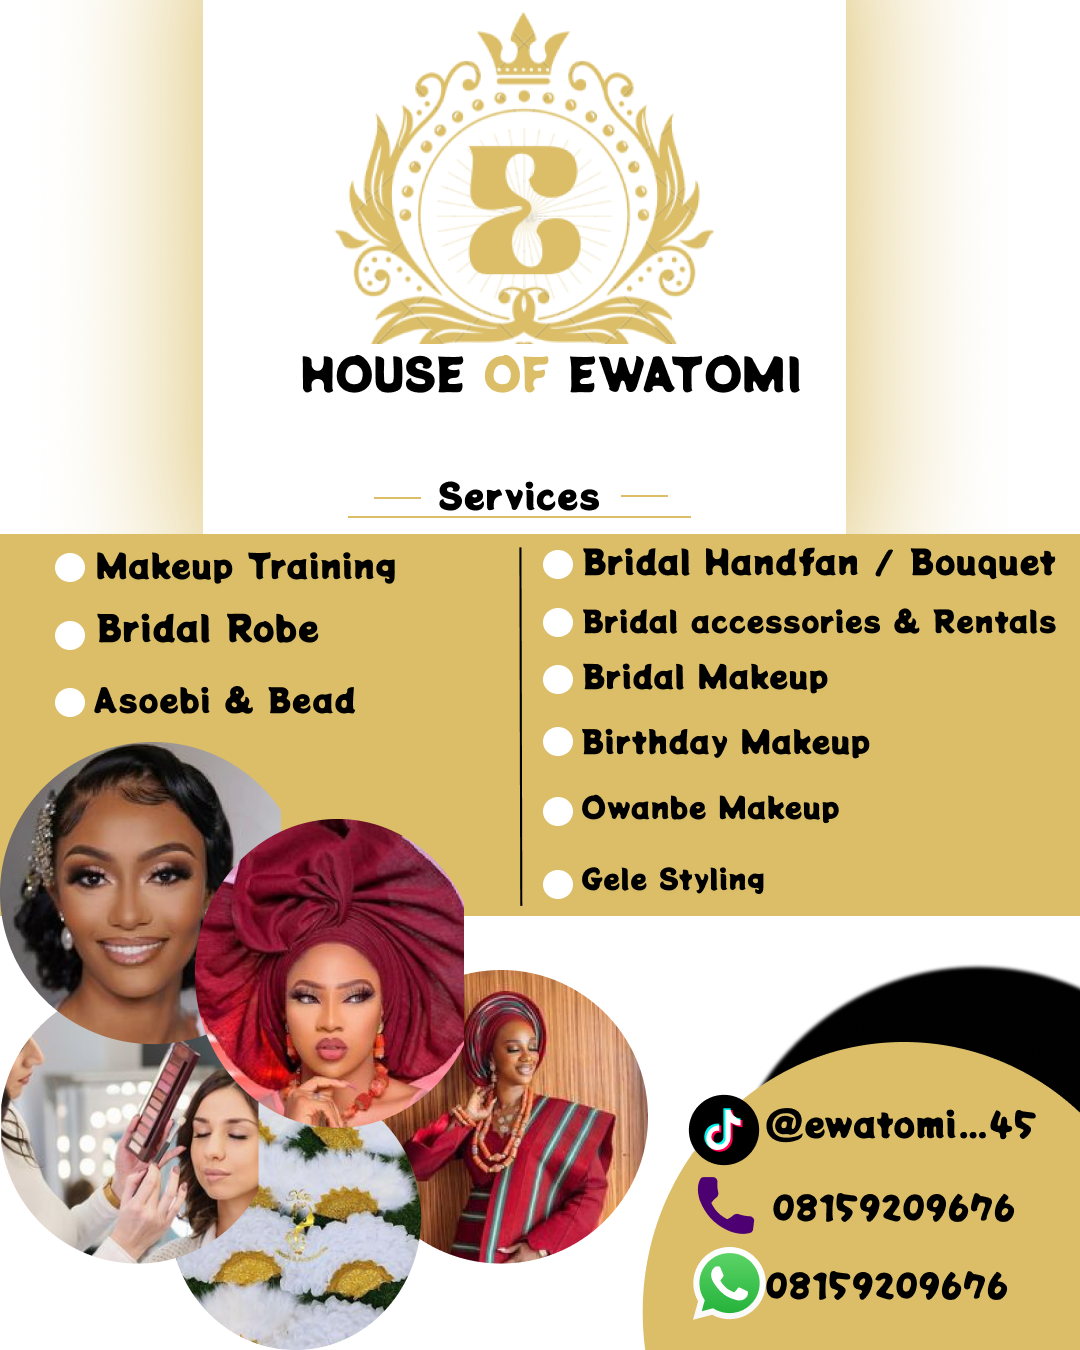 HOUSE OF EWATOMI
Services
Makeup Training
Bridal Robe
Asoebi & Bead
Bridal Handfan / Bouquet
Bridal accessories & Rentals
Bridal Makeup
Birthday Makeup
Owanbe Makeup
Gele Styling
@ewatomi...45
08159209676
08159209676